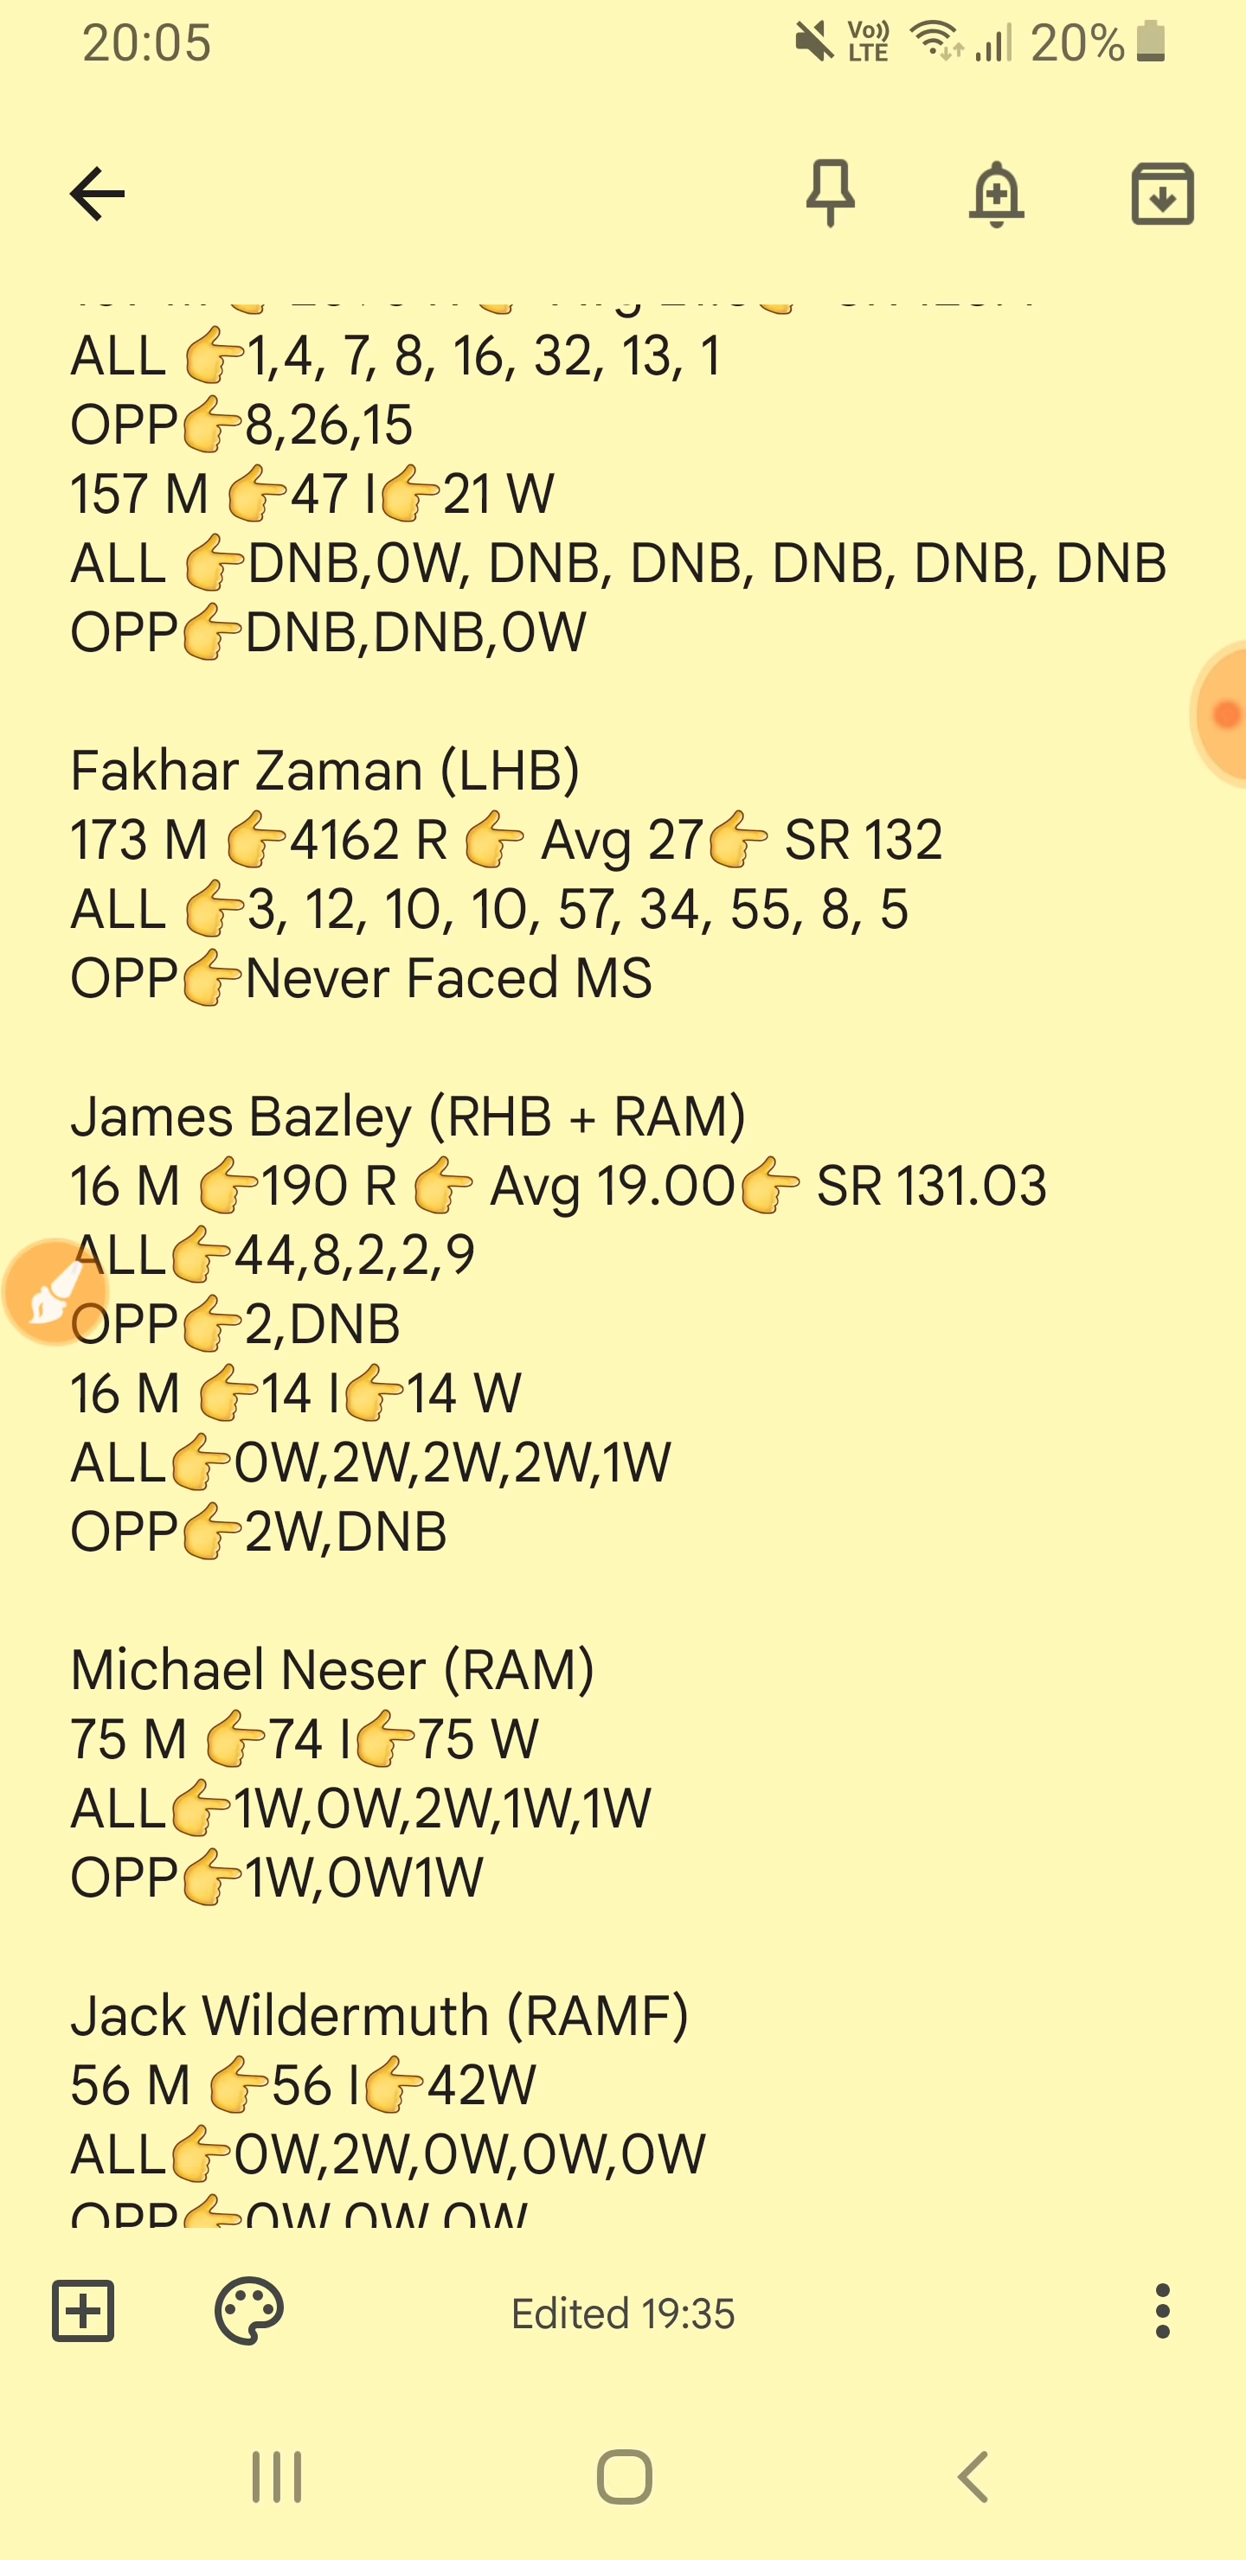 20:05
Vo)) LTE 20%
ALL 👉1,4, 7, 8, 16, 32, 13, 1
OPP👉8,26,15
157 M 👉47 I👉21 W
ALL 👉DNB,0W, DNB, DNB, DNB, DNB, DNB
OPP👉DNB,DNB,0W
Fakhar Zaman (LHB)
173 M 👉4162 R 👉 Avg 27👉 SR 132
ALL 👉3, 12, 10, 10, 57, 34, 55, 8, 5
OPP👉Never Faced MS
James Bazley (RHB + RAM)
16 M 👉190 R 👉 Avg 19.00👉 SR 131.03
ALL👉44,8,2,2,9
OPP👉2,DNB
16 M 👉14 I👉14 W
ALL👉0W,2W,2W,2W,1W
OPP👉2W,DNB
Michael Neser (RAM)
75 M 👉74 I👉75 W
ALL👉1W,0W,2W,1W,1W
OPP👉1W,0W1W
Jack Wildermuth (RAMF)
56 M 👉56 I👉42W
ALL👉0W,2W,0W,0W,0W
OPP👉0W,0W,0W
Edited 19:35